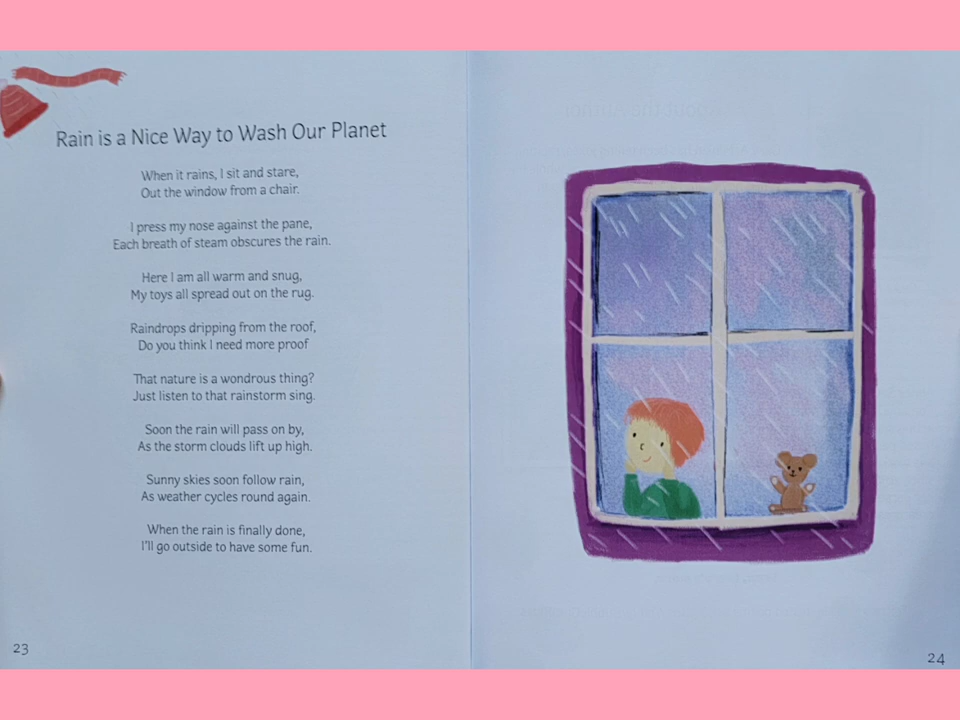 Rain is a Nice Way to Wash Our Planet
When it rains, I sit and stare,
Out the window from a chair.
I press my nose against the pane,
Each breath of steam obscures the rain.
Here I am all warm and snug,
My toys all spread out on the rug.
Raindrops dripping from the roof,
Do you think I need more proof
That nature is a wondrous thing?
Just listen to that rainstorm sing.
Soon the rain will pass on by,
As the storm clouds lift up high.
Sunny skies soon follow rain,
As weather cycles round again.
When the rain is finally done,
I'll go outside to have some fun.
23
24